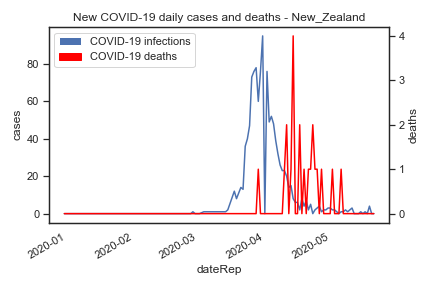 New COVID-19 daily cases and deaths - New_Zealand
COVID-19 infections
COVID-19 deaths
80
60
40
20
0
cases
4
3
2
1
0
deaths
2020-01
2020-02
2020-03
2020-04
2020-05
dateRep